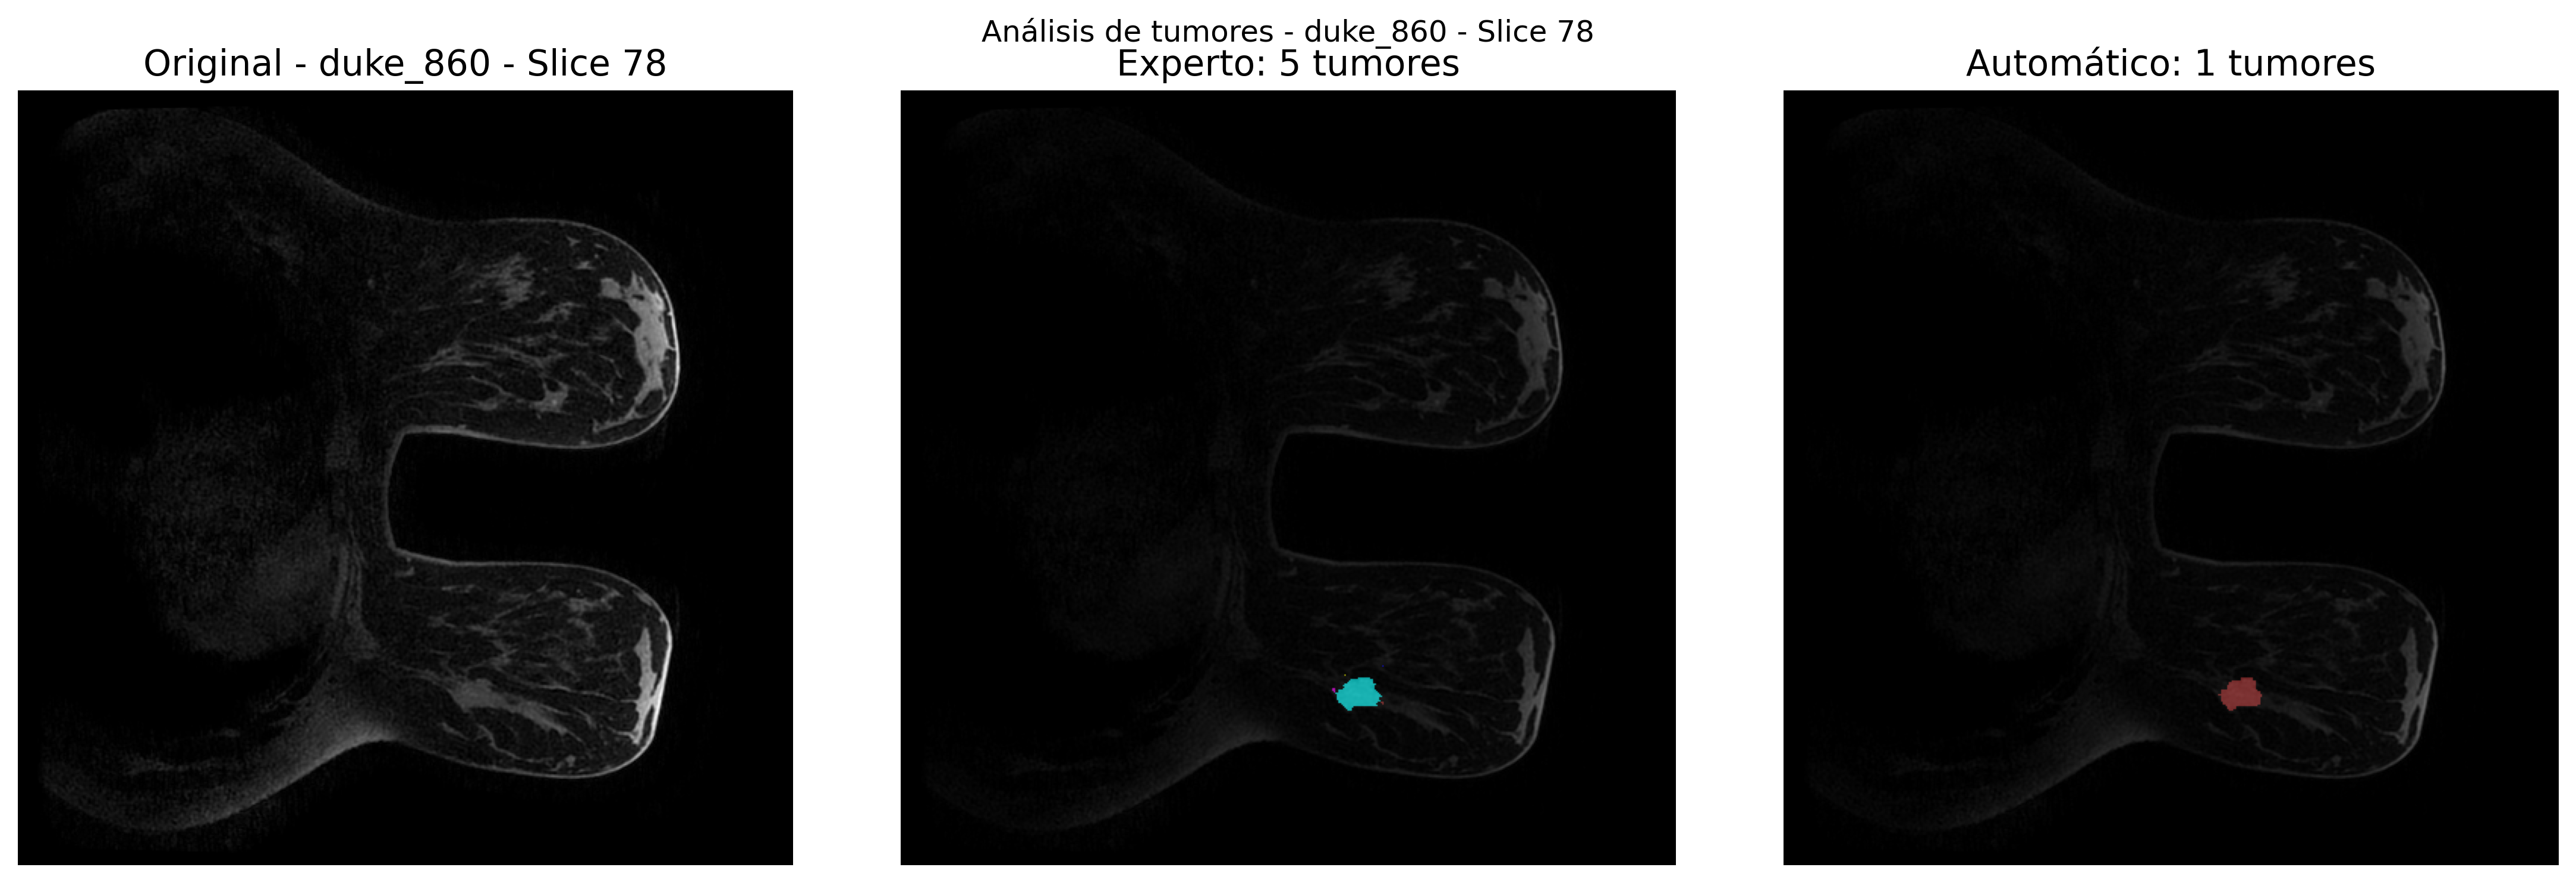 Análisis de tumores - duke_860 - Slice 78
Original - duke_860 - Slice 78
Experto: 5 tumores
Automático: 1 tumores